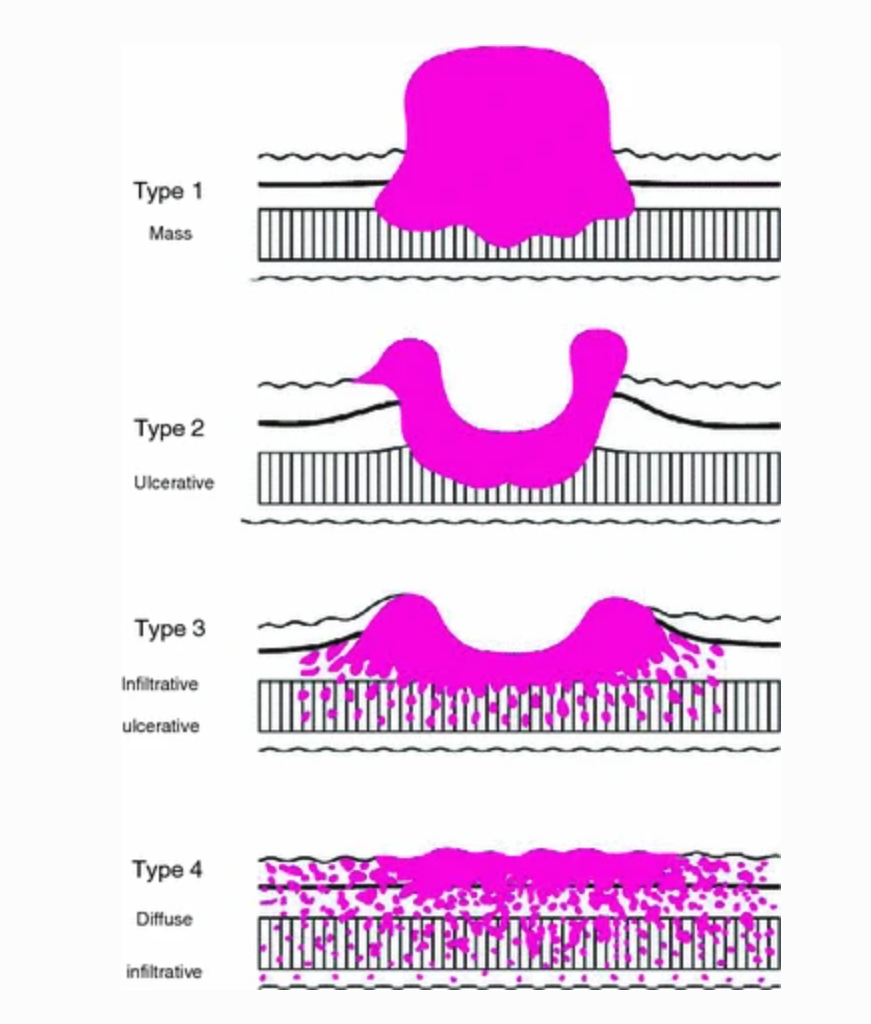 Type 1
Mass
Type 2
Ulcerative
Type 3
Infiltrative
ulcerative
Type 4
Diffuse
infiltrative